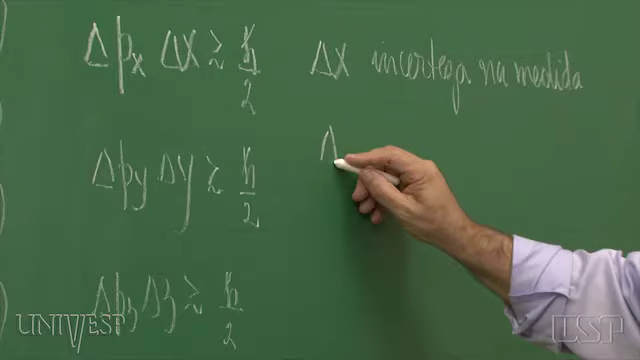 Δpx Δx ≳ ħ/2
Δx incerteza na medida
Δpy Δy ≳ ħ/2
Δ
Δpz Δz ≳ ħ/2
UNIVESP
USP